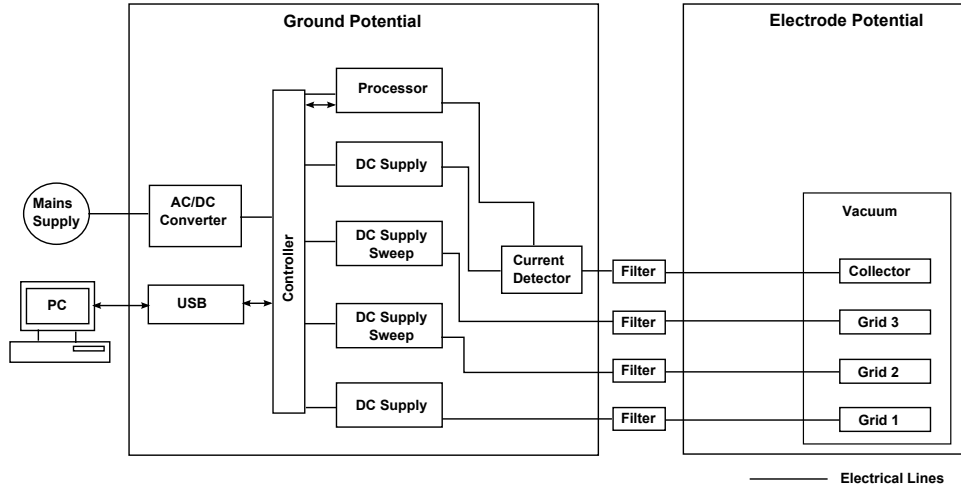 Ground Potential
Electrode Potential
Processor
DC Supply
Mains
Supply
AC/DC
Converter
Controller
DC Supply
Sweep
Current
Detector
Filter
Vacuum
Collector
PC
USB
DC Supply
Sweep
Filter
Grid 3
Filter
Grid 2
DC Supply
Filter
Grid 1
Electrical Lines